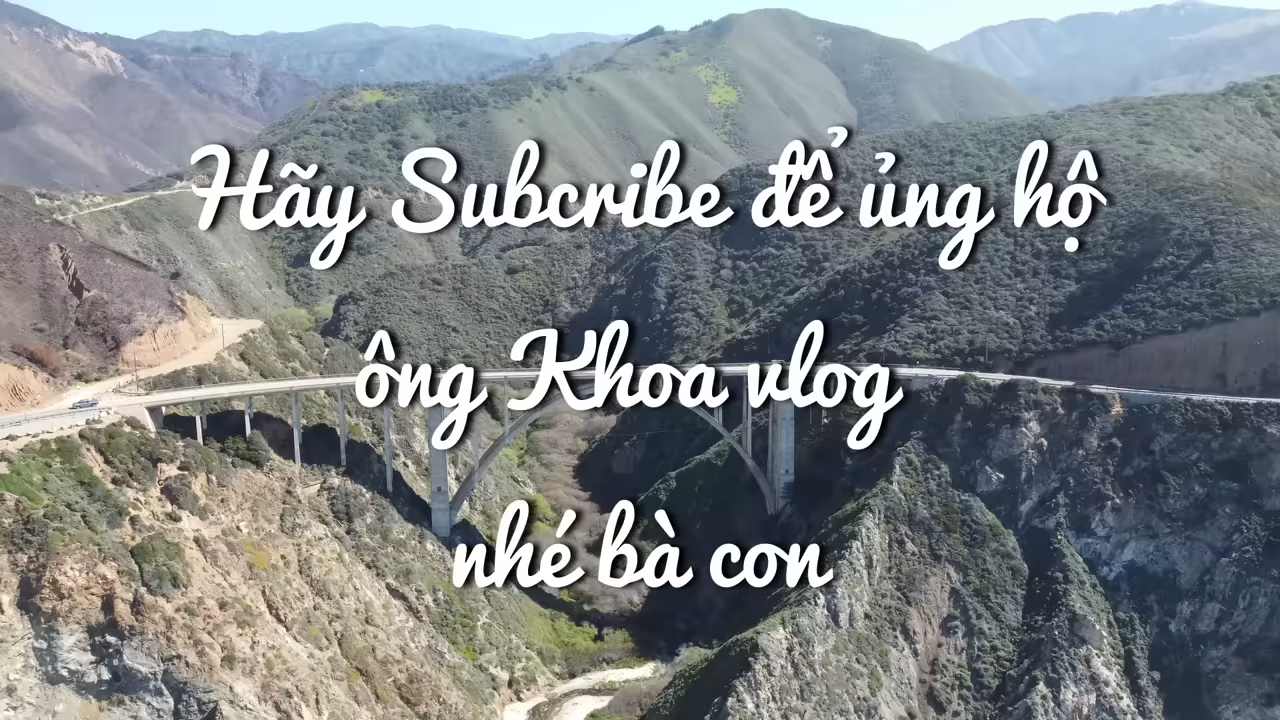 Hãy Subcribe để ủng hộ
ông Khoa vlog
nhé bà con